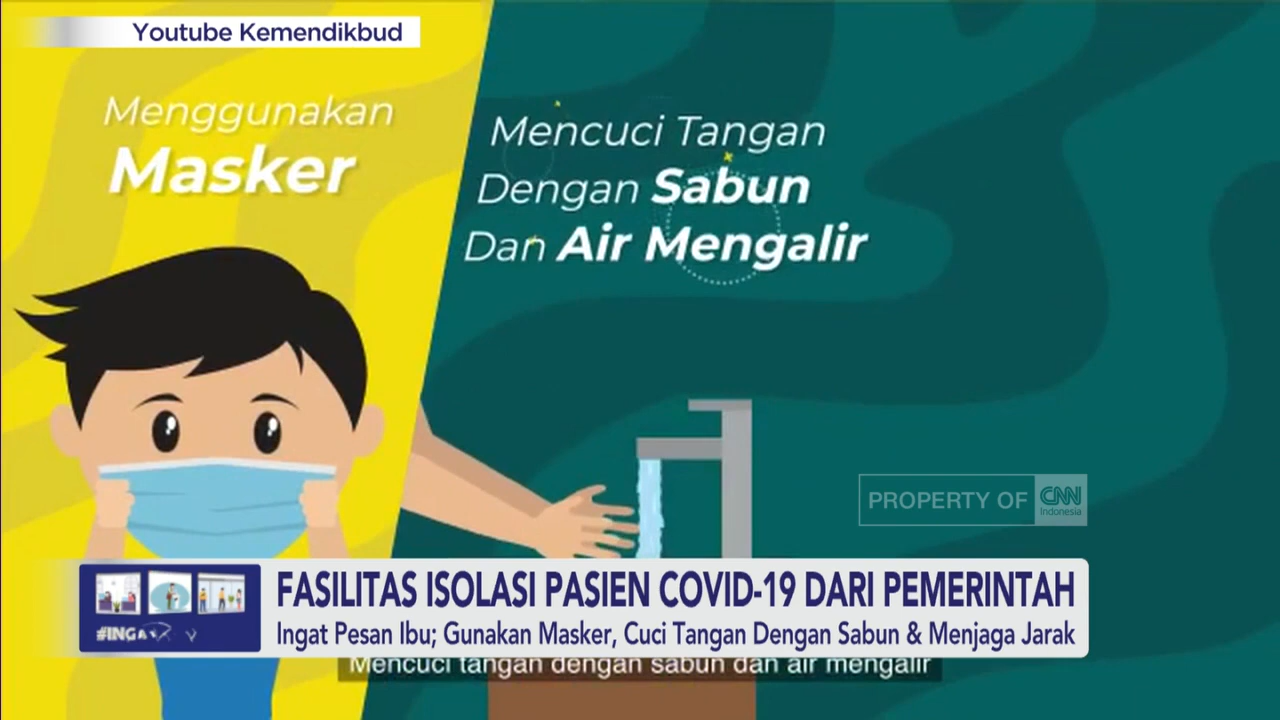 Youtube Kemendikbud
Menggunakan
Masker
Mencuci Tangan
Dengan Sabun
Dan Air Mengalir
PROPERTY OF CNN
Indonesia
FASILITAS ISOLASI PASIEN COVID-19 DARI PEMERINTAH
Ingat Pesan Ibu; Gunakan Masker, Cuci Tangan Dengan Sabun & Menjaga Jarak
Mencuci tangan dengan sabun dan air mengalir